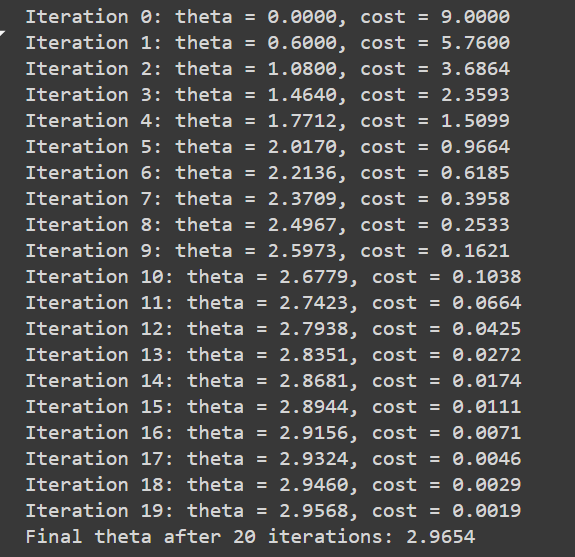 Iteration 0: theta = 0.0000, cost = 9.0000
Iteration 1: theta = 0.6000, cost = 5.7600
Iteration 2: theta = 1.0800, cost = 3.6864
Iteration 3: theta = 1.4640, cost = 2.3593
Iteration 4: theta = 1.7712, cost = 1.5099
Iteration 5: theta = 2.0170, cost = 0.9664
Iteration 6: theta = 2.2136, cost = 0.6185
Iteration 7: theta = 2.3709, cost = 0.3958
Iteration 8: theta = 2.4967, cost = 0.2533
Iteration 9: theta = 2.5973, cost = 0.1621
Iteration 10: theta = 2.6779, cost = 0.1038
Iteration 11: theta = 2.7423, cost = 0.0664
Iteration 12: theta = 2.7938, cost = 0.0425
Iteration 13: theta = 2.8351, cost = 0.0272
Iteration 14: theta = 2.8681, cost = 0.0174
Iteration 15: theta = 2.8944, cost = 0.0111
Iteration 16: theta = 2.9156, cost = 0.0071
Iteration 17: theta = 2.9324, cost = 0.0046
Iteration 18: theta = 2.9460, cost = 0.0029
Iteration 19: theta = 2.9568, cost = 0.0019
Final theta after 20 iterations: 2.9654